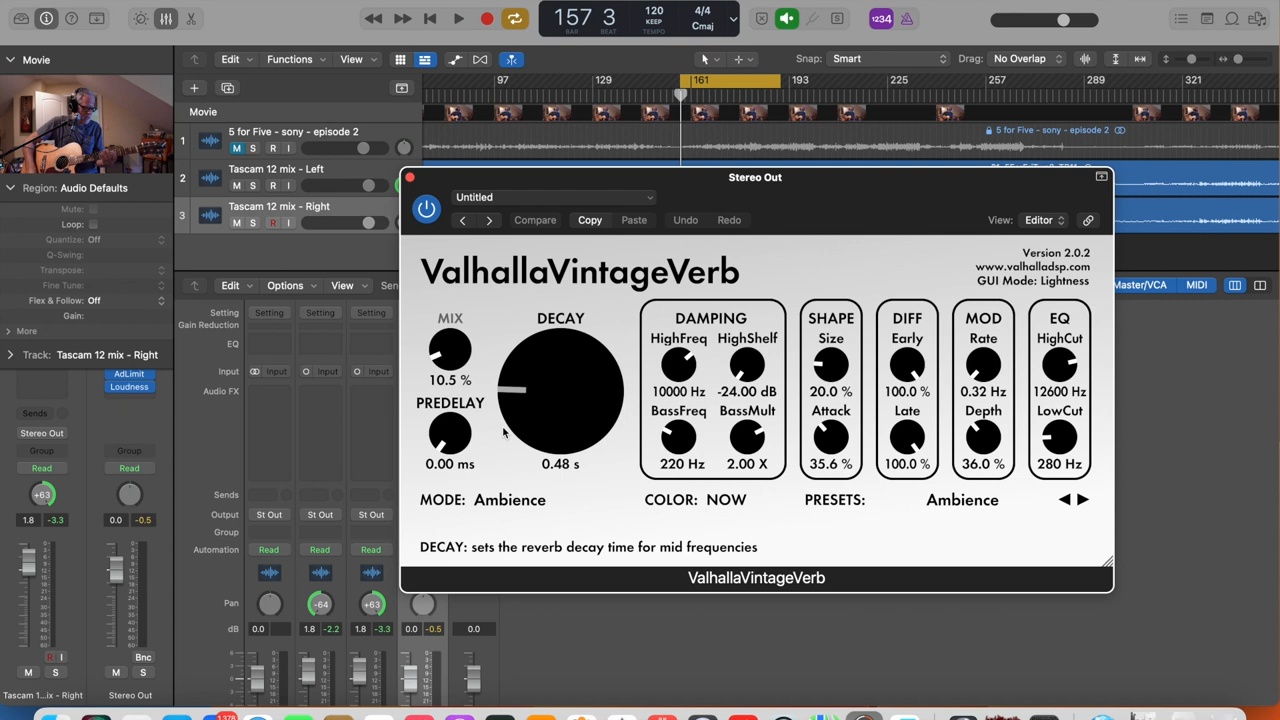 157 3
BAR BEAT
120
KEEP
TEMPO
4/4
Cmaj
S
1234
Movie
Edit Functions View
Snap: Smart
Drag: No Overlap
97 129 161 193 225 257 289 321
Movie
1 5 for Five - sony - episode 2
M S R I
5 for Five - sony - episode 2
2 Tascam 12 mix - Left
M S R I
3 Tascam 12 mix - Right
M S R I
Region: Audio Defaults
Mute:
Loop:
Quantize: Off
Q-Swing:
Transpose:
Fine Tune:
Flex & Follow: Off
Gain:
More
Track: Tascam 12 mix - Right
AdLimit
Loudness
Sends
Stereo Out
Group Group
Read Read
+63
1.8 -3.3 0.0 -0.5
R I Bnc
M S M S
Tascam 1...ix - Right Stereo Out
Edit Options View
Master/VCA MIDI
Setting Setting Setting Setting
Gain Reduction
EQ
Input Input Input Input
Audio FX
Sends
Output St Out St Out St Out
Group
Automation Read Read Read
Pan -64 +63
dB 0.0 1.8 -2.2 1.8 -3.3 0.0 -0.5 0.0
Stereo Out
Untitled
Compare Copy Paste Undo Redo
View: Editor
ValhallaVintageVerb
Version 2.0.2
www.valhalladsp.com
GUI Mode: Lightness
MIX
10.5 %
PREDELAY
0.00 ms
DECAY
0.48 s
DAMPING
HighFreq HighShelf
10000 Hz -24.00 dB
BassFreq BassMult
220 Hz 2.00 X
SHAPE
Size
20.0 %
Attack
35.6 %
DIFF
Early
100.0 %
Late
100.0 %
MOD
Rate
0.32 Hz
Depth
36.0 %
EQ
HighCut
12600 Hz
LowCut
280 Hz
MODE: Ambience
COLOR: NOW
PRESETS: Ambience
DECAY: sets the reverb decay time for mid frequencies
ValhallaVintageVerb
1378